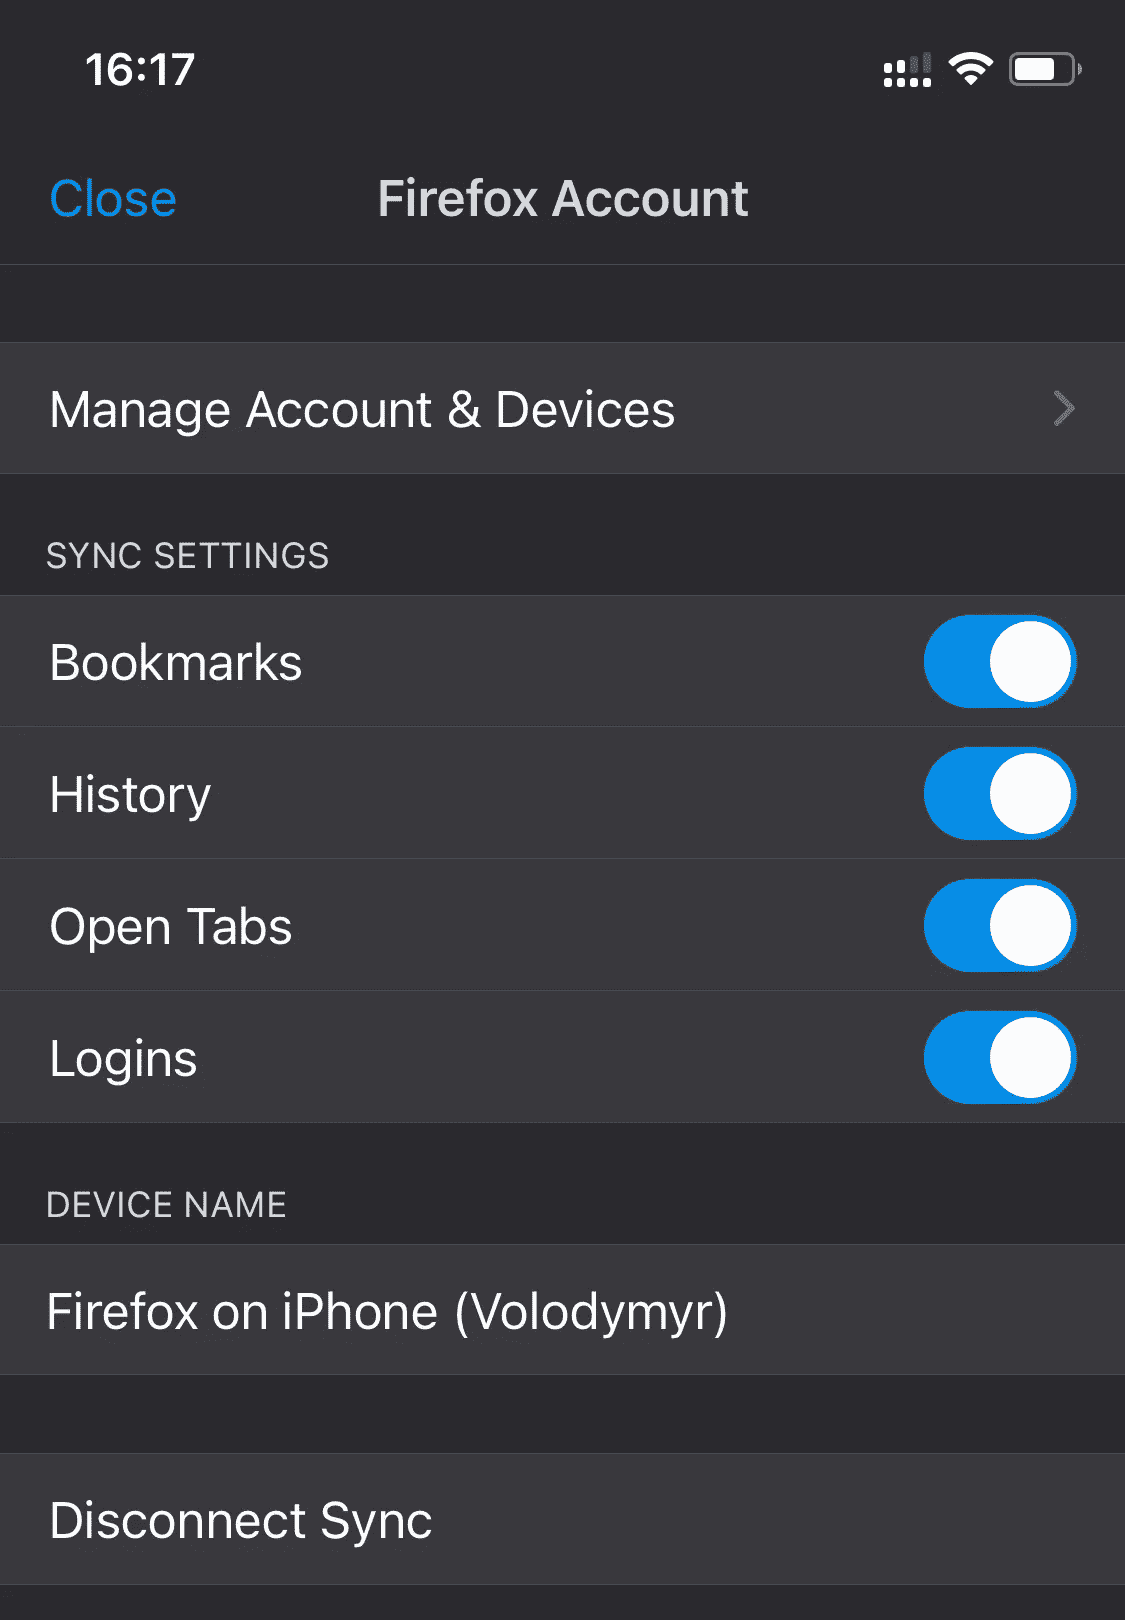 16:17
Close
Firefox Account
Manage Account & Devices
SYNC SETTINGS
Bookmarks
History
Open Tabs
Logins
DEVICE NAME
Firefox on iPhone (Volodymyr)
Disconnect Sync